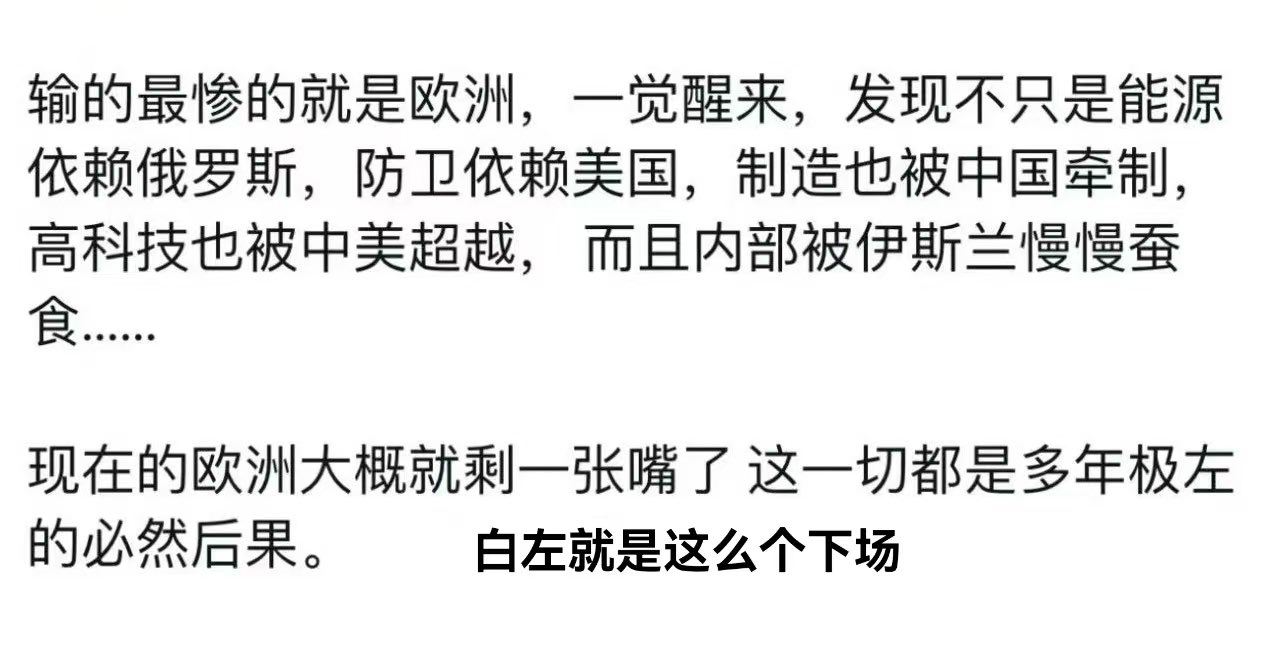 输的最惨的就是欧洲，一觉醒来，发现不只是能源
依赖俄罗斯，防卫依赖美国，制造也被中国牵制，
高科技也被中美超越， 而且内部被伊斯兰慢慢蚕
食......
现在的欧洲大概就剩一张嘴了 这一切都是多年极左
的必然后果。 白左就是这么个下场